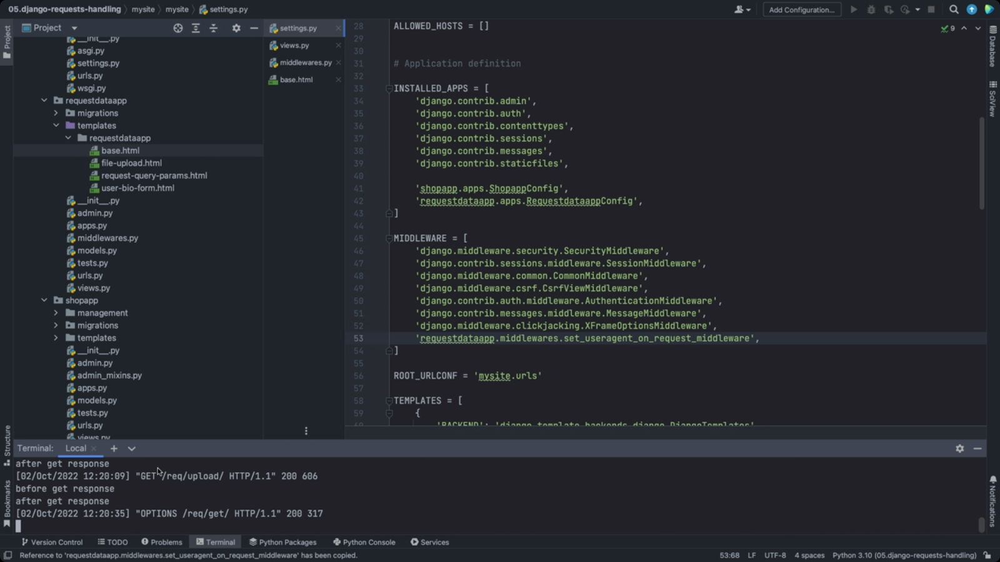 05.django-requests-handling
mysite
mysite
settings.py
Add Configuration...
Project
Project
Structure
Bookmarks
__init__.py
asgi.py
settings.py
urls.py
wsgi.py
requestdataapp
migrations
templates
requestdataapp
base.html
file-upload.html
request-query-params.html
user-bio-form.html
__init__.py
admin.py
apps.py
middlewares.py
models.py
tests.py
urls.py
views.py
shopapp
management
migrations
templates
__init__.py
admin.py
admin_mixins.py
apps.py
models.py
tests.py
urls.py
views.py
settings.py
views.py
middlewares.py
base.html
28 ALLOWED_HOSTS = []
29
30
31 # Application definition
32
33 INSTALLED_APPS = [
34 'django.contrib.admin',
35 'django.contrib.auth',
36 'django.contrib.contenttypes',
37 'django.contrib.sessions',
38 'django.contrib.messages',
39 'django.contrib.staticfiles',
40
41 'shopapp.apps.ShopappConfig',
42 'requestdataapp.apps.RequestdataappConfig',
43 ]
44
45 MIDDLEWARE = [
46 'django.middleware.security.SecurityMiddleware',
47 'django.contrib.sessions.middleware.SessionMiddleware',
48 'django.middleware.common.CommonMiddleware',
49 'django.middleware.csrf.CsrfViewMiddleware',
50 'django.contrib.auth.middleware.AuthenticationMiddleware',
51 'django.contrib.messages.middleware.MessageMiddleware',
52 'django.middleware.clickjacking.XFrameOptionsMiddleware',
53 'requestdataapp.middlewares.set_useragent_on_request_middleware',
54 ]
55
56 ROOT_URLCONF = 'mysite.urls'
57
58 TEMPLATES = [
59 {
60 'BACKEND': 'django.template.backends.django.DjangoTemplates'
9
Database
SciView
Notifications
Terminal: Local
after get response
[02/Oct/2022 12:20:09] "GET /req/upload/ HTTP/1.1" 200 606
before get response
after get response
[02/Oct/2022 12:20:35] "OPTIONS /req/get/ HTTP/1.1" 200 317
Version Control TODO Problems Terminal Python Packages Python Console Services
Reference to 'requestdataapp.middlewares.set_useragent_on_request_middleware' has been copied.
53:68 LF UTF-8 4 spaces Python 3.10 (05.django-requests-handling)